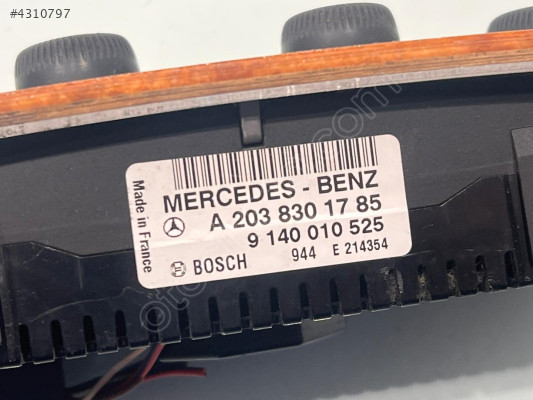 #4310797
MERCEDES - BENZ
A 203 830 17 85
9 140 010 525
BOSCH 944 E 214354
Made in France